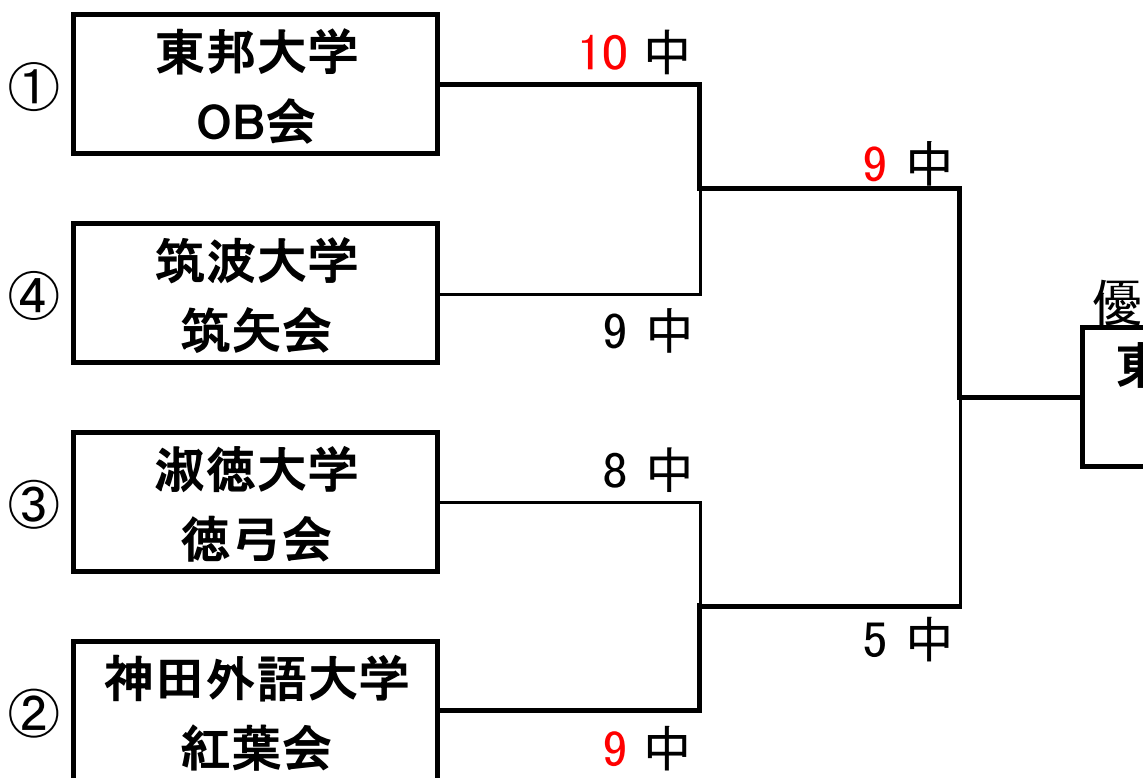 ① 東邦大学
OB会
10 中
9 中
④ 筑波大学
筑矢会
9 中
優
東
③ 淑徳大学
徳弓会
8 中
5 中
② 神田外語大学
紅葉会
9 中